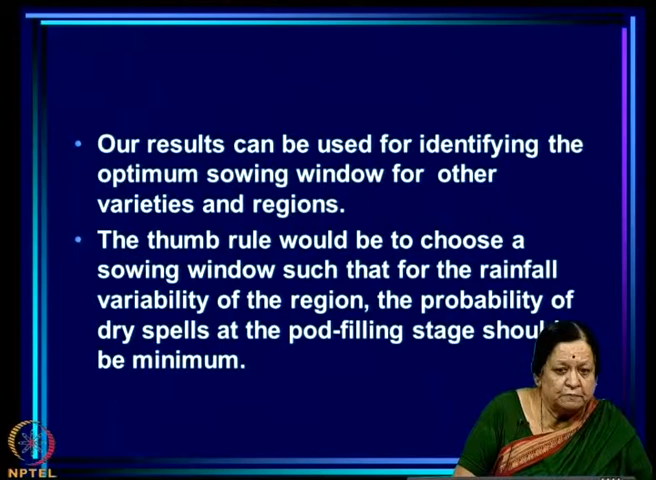 • Our results can be used for identifying the
optimum sowing window for other
varieties and regions.
• The thumb rule would be to choose a
sowing window such that for the rainfall
variability of the region, the probability of
dry spells at the pod-filling stage should
be minimum.
NPTEL